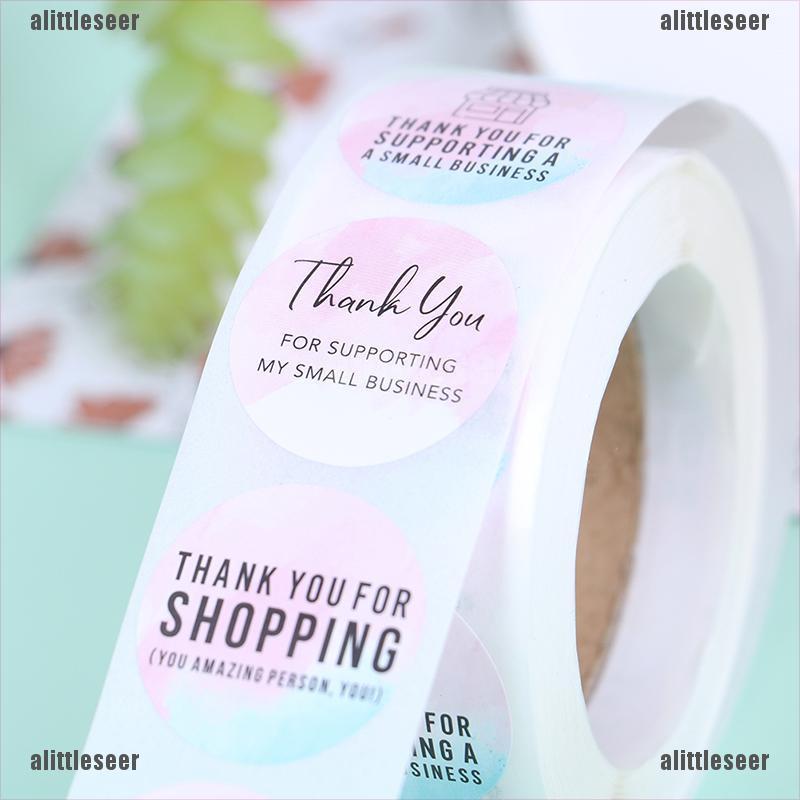 alittleseer
alittleseer
THANK YOU FOR
SUPPORTING A
A SMALL BUSINESS
Thank You
FOR SUPPORTING
MY SMALL BUSINESS
THANK YOU FOR
SHOPPING
(YOU AMAZING PERSON, YOU!)
FOR
ING A
SINESS
alittleseer
alittleseer